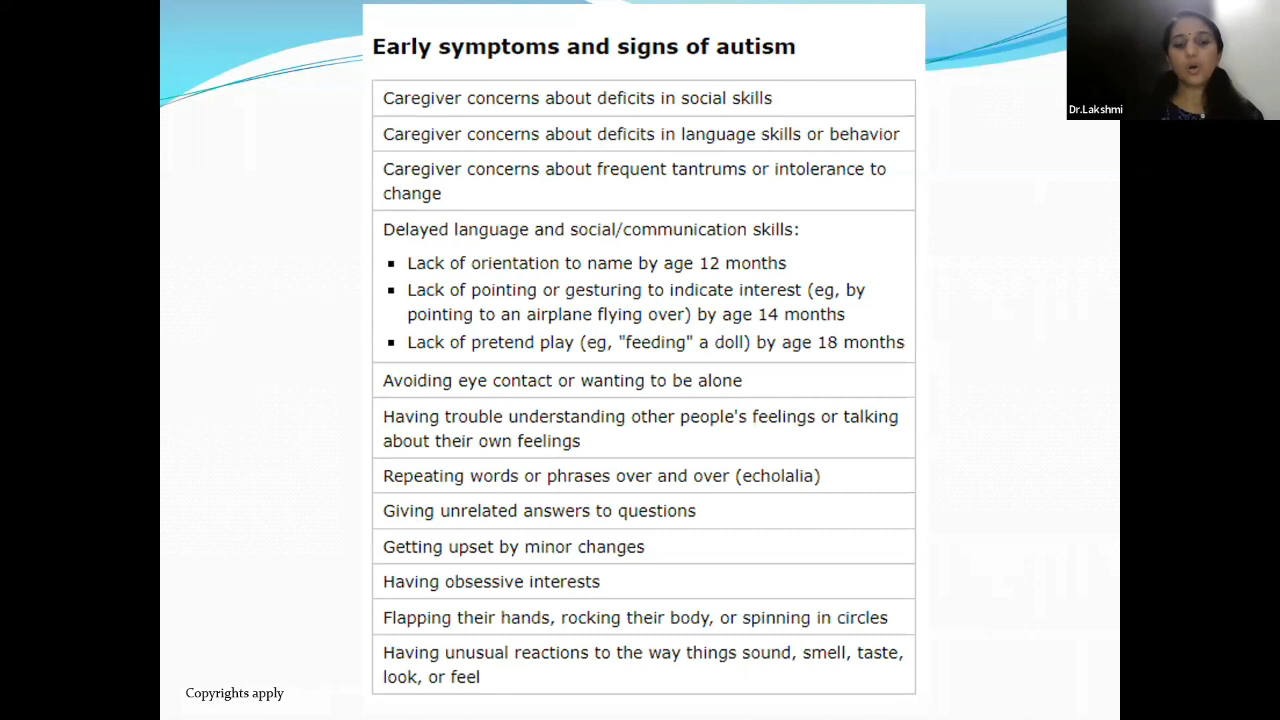 Early symptoms and signs of autism
Dr.Lakshmi
Caregiver concerns about deficits in social skills
Caregiver concerns about deficits in language skills or behavior
Caregiver concerns about frequent tantrums or intolerance to
change
Delayed language and social/communication skills:
▪ Lack of orientation to name by age 12 months
▪ Lack of pointing or gesturing to indicate interest (eg, by
pointing to an airplane flying over) by age 14 months
▪ Lack of pretend play (eg, "feeding" a doll) by age 18 months
Avoiding eye contact or wanting to be alone
Having trouble understanding other people's feelings or talking
about their own feelings
Repeating words or phrases over and over (echolalia)
Giving unrelated answers to questions
Getting upset by minor changes
Having obsessive interests
Flapping their hands, rocking their body, or spinning in circles
Having unusual reactions to the way things sound, smell, taste,
look, or feel
Copyrights apply